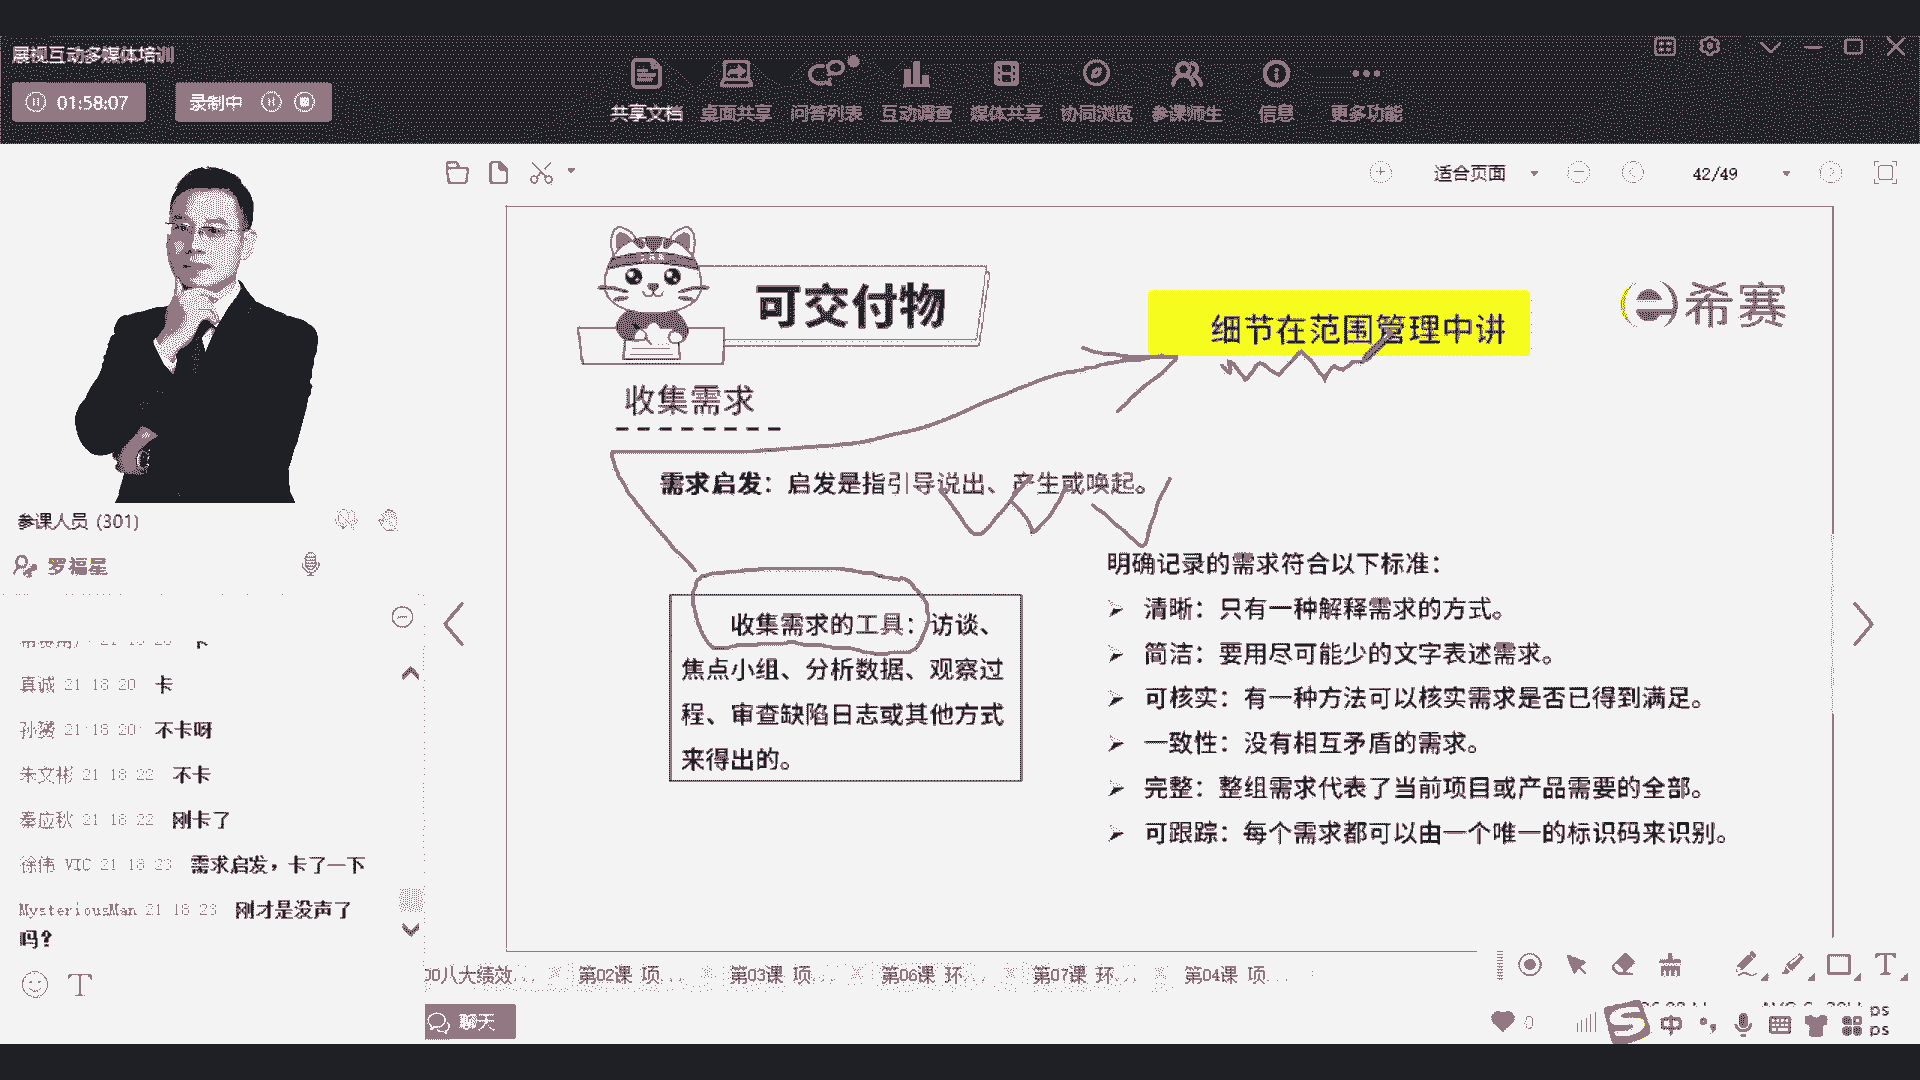 展视互动多媒体培训
01:58:07
录制中
共享文档 桌面共享 问答列表 互动调查 媒体共享 协同浏览 参课师生 信息 更多功能
适合页面
42/49
可交付物
细节在范围管理中讲
希赛
收集需求
需求启发：启发是指引导说出、产生或唤起。
收集需求的工具：访谈、
焦点小组、分析数据、观察过
程、审查缺陷日志或其他方式
来得出的。
明确记录的需求符合以下标准：
清晰：只有一种解释需求的方式。
简洁：要用尽可能少的文字表述需求。
可核实：有一种方法可以核实需求是否已得到满足。
一致性：没有相互矛盾的需求。
完整：整组需求代表了当前项目或产品需要的全部。
可跟踪：每个需求都可以由一个唯一的标识码来识别。
参课人员 (301)
罗福星
真诚 21 18 20 卡
21 18 20 不卡呀
朱文彬 21 18 22 不卡
秦应秋 21 18 22 刚卡了
徐伟 VIC 21 18 23 需求启发，卡了一下
MysteriousMan 21 18 23 刚才是没声了
吗？
00八大绩效... 第02课 项... 第03课 项... 第06课 环... 第07课 环... 第04课 项...
聊天
0
中
ps
ps